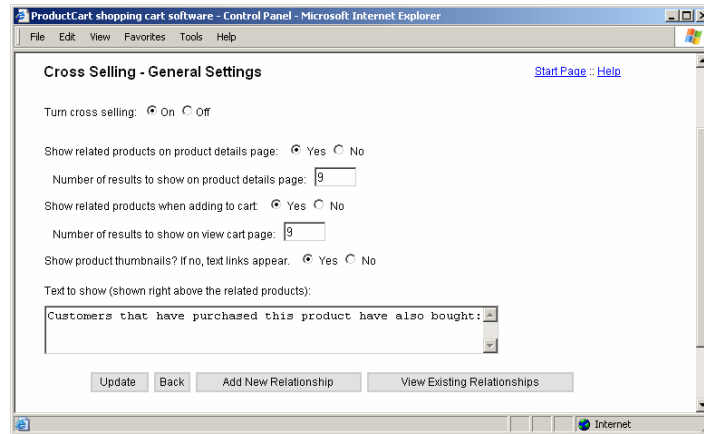 ProductCart shopping cart software - Control Panel - Microsoft Internet Explorer
File Edit View Favorites Tools Help
Cross Selling - General Settings
Start Page :: Help
Turn cross selling: On Off
Show related products on product details page: Yes No
Number of results to show on product details page: 9
Show related products when adding to cart: Yes No
Number of results to show on view cart page: 9
Show product thumbnails? If no, text links appear. Yes No
Text to show (shown right above the related products):
Customers that have purchased this product have also bought:
Update Back Add New Relationship View Existing Relationships
Internet